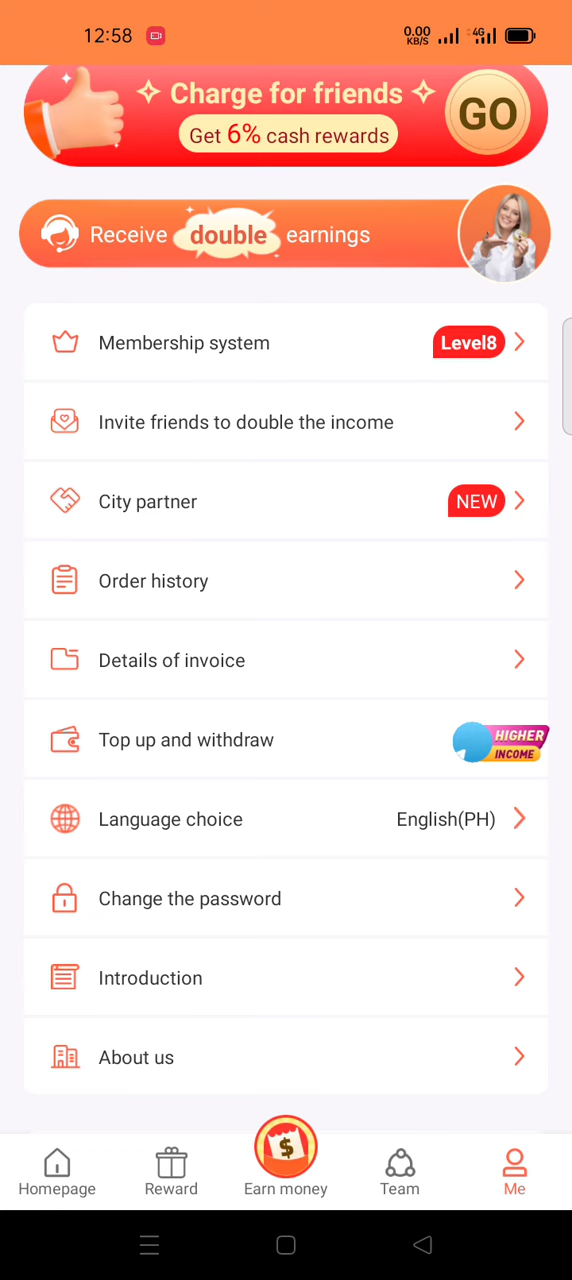 12:58
0.00
KB/S
4G
Charge for friends
Get 6% cash rewards
GO
Receive double earnings
Membership system
Level8
Invite friends to double the income
City partner
NEW
Order history
Details of invoice
Top up and withdraw
HIGHER
INCOME
Language choice
English(PH)
Change the password
Introduction
About us
$
Homepage
Reward
Earn money
Team
Me